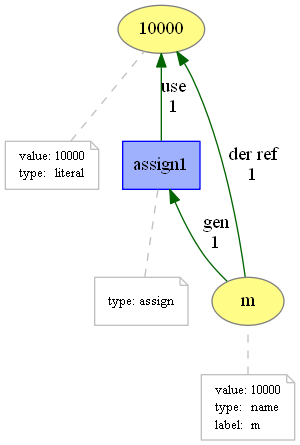 10000
use
1
value: 10000
type: literal
assign1
der ref
1
gen
1
type: assign
m
value: 10000
type: name
label: m